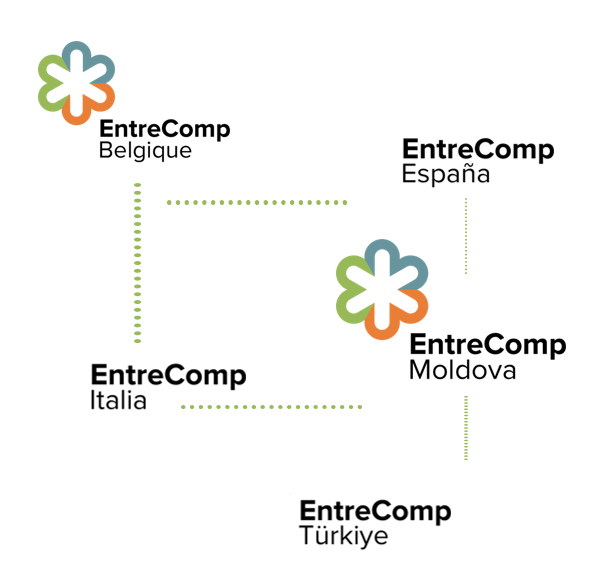 EntreComp
Belgique
EntreComp
España
EntreComp
Moldova
EntreComp
Italia
EntreComp
Türkiye